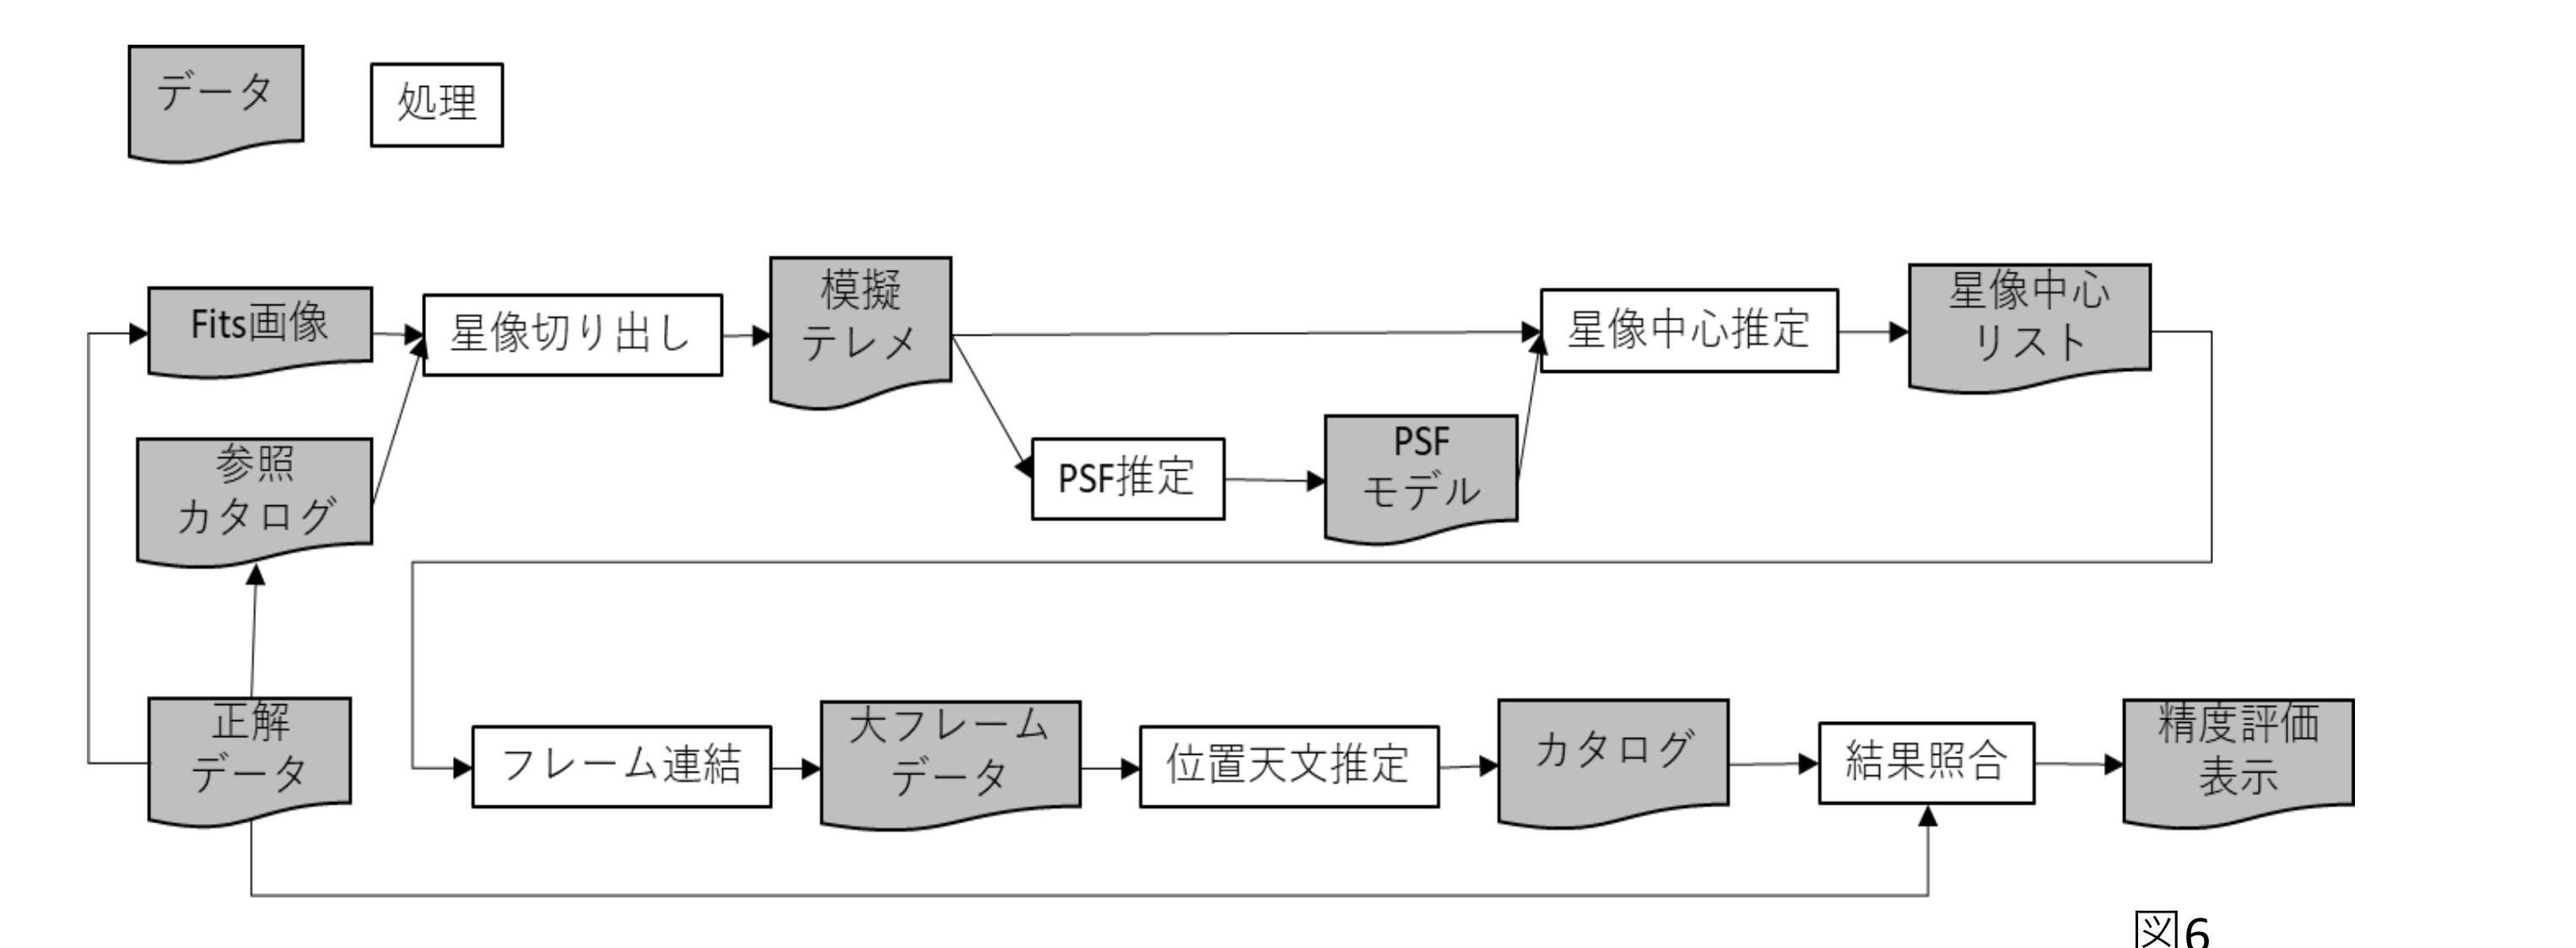 データ
処理
Fits画像
星像切り出し
模擬
テレメ
星像中心推定
星像中心
リスト
参照
カタログ
PSF推定
PSF
モデル
正解
データ
フレーム連結
大フレーム
データ
位置天文推定
カタログ
結果照合
精度評価
表示
図6